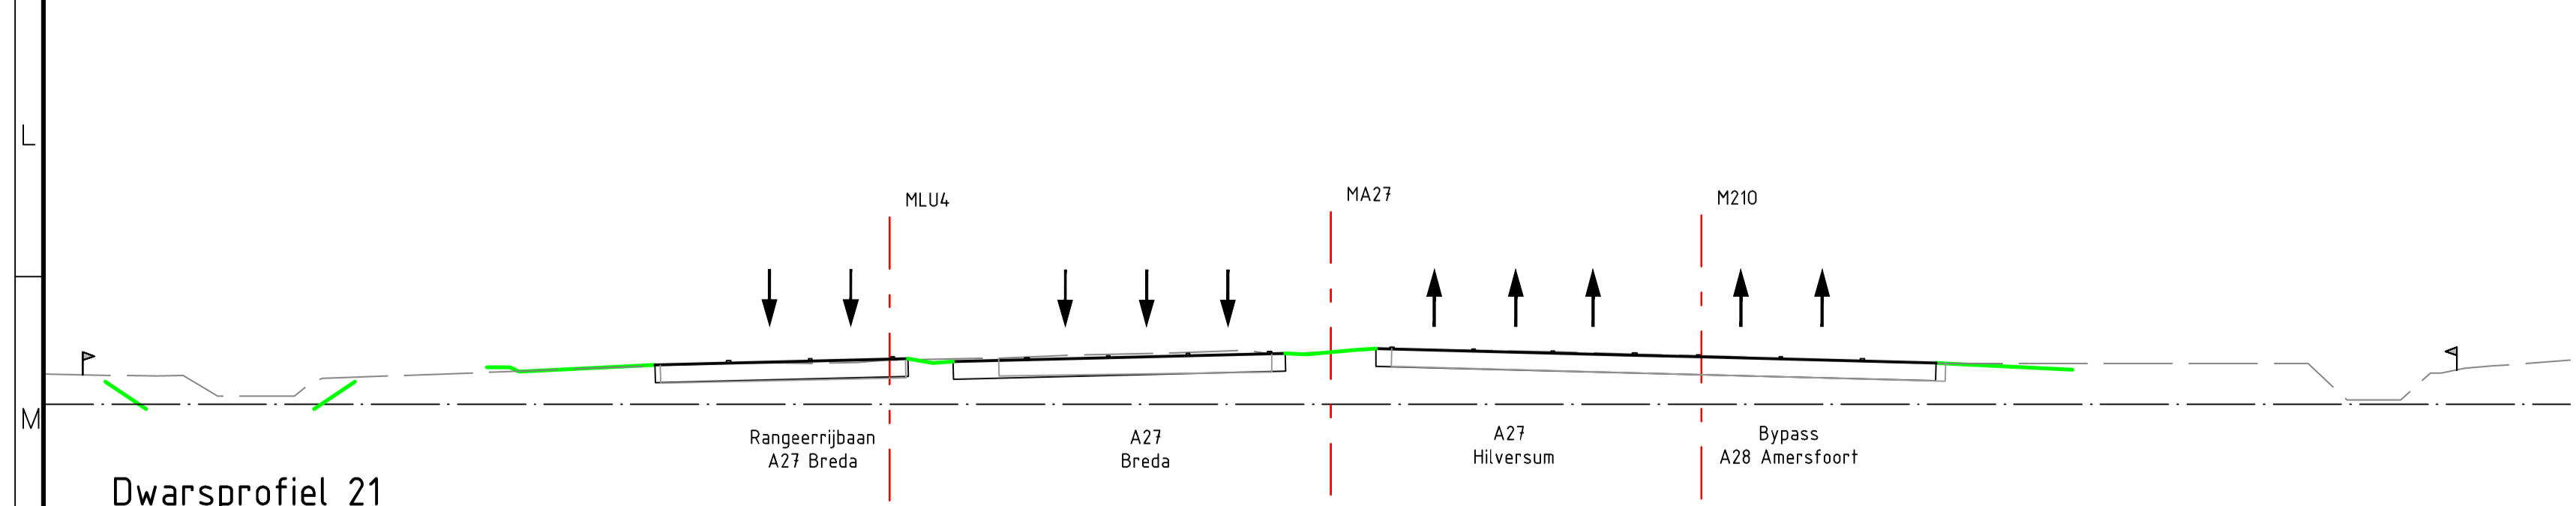 L
MLU4
MA27
M210
M
Rangeerrijbaan
A27 Breda
A27
Breda
A27
Hilversum
Bypass
A28 Amersfoort
Dwarsprofiel 21